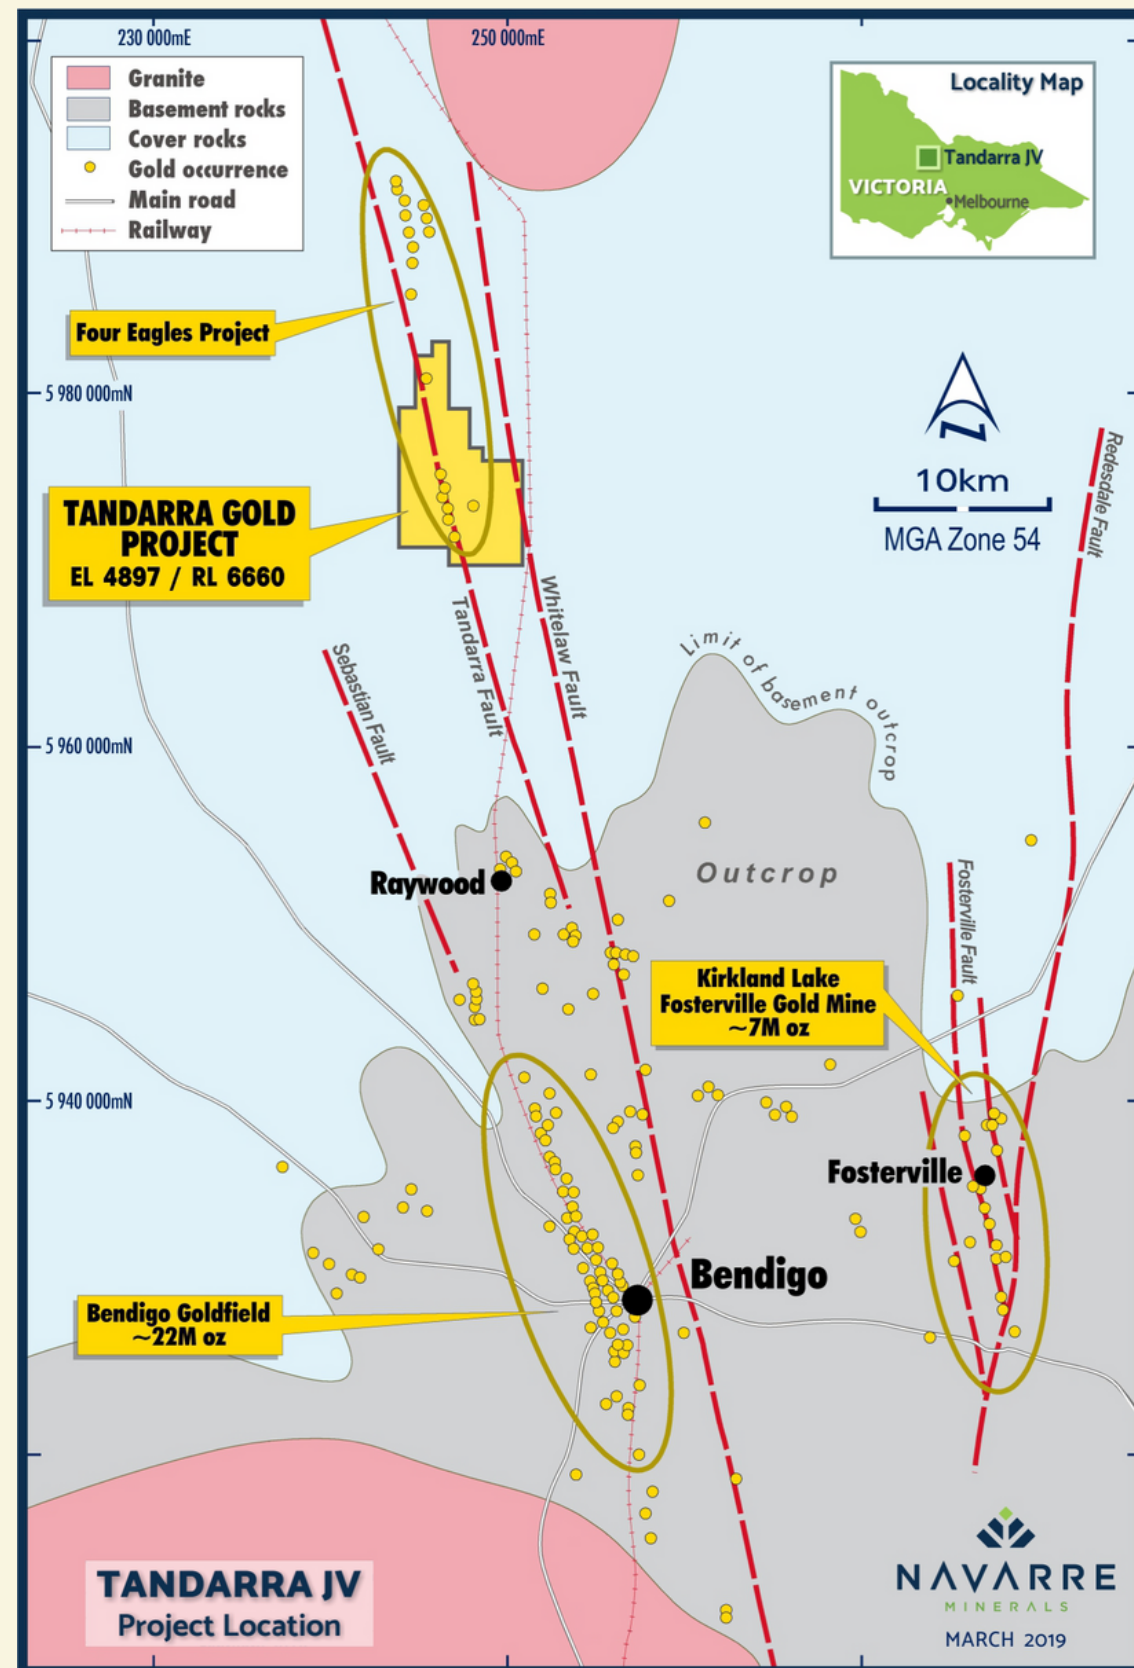 230 000mE
250 000mE
Granite
Basement rocks
Cover rocks
Gold occurrence
Main road
Railway
Locality Map
Tandarra JV
VICTORIA
Melbourne
Four Eagles Project
5 980 000mN
N
10km
MGA Zone 54
Redesdale Fault
TANDARRA GOLD
PROJECT
EL 4897 / RL 6660
Sebastian Fault
Tandarra Fault
Whitelaw Fault
Limit of basement outcrop
5 960 000mN
Outcrop
Raywood
Fosterville Fault
Kirkland Lake
Fosterville Gold Mine
~7M oz
5 940 000mN
Fosterville
Bendigo
Bendigo Goldfield
~22M oz
TANDARRA JV
Project Location
NAVARRE
MINERALS
MARCH 2019